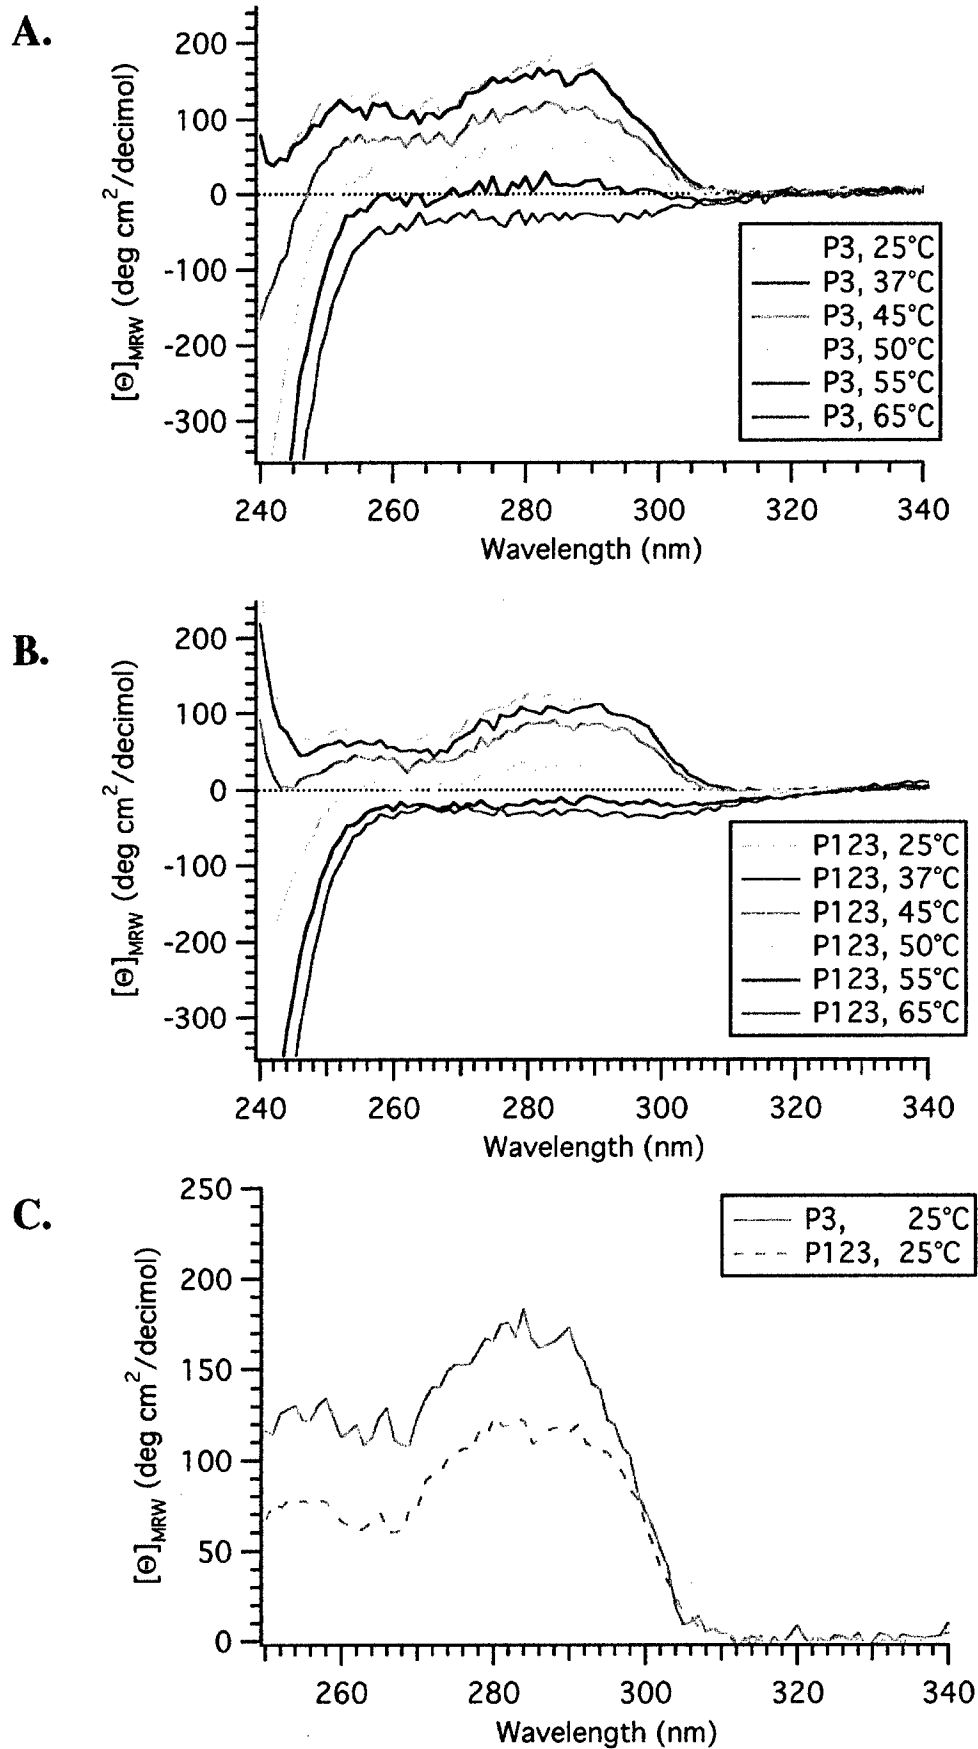 A.
200
100
0
-100
-200
-300
[Θ]MRW (deg cm²/decimol)
P3, 25°C
P3, 37°C
P3, 45°C
P3, 50°C
P3, 55°C
P3, 65°C
240 260 280 300 320 340
Wavelength (nm)
B.
200
100
0
-100
-200
-300
[Θ]MRW (deg cm²/decimol)
P123, 25°C
P123, 37°C
P123, 45°C
P123, 50°C
P123, 55°C
P123, 65°C
240 260 280 300 320 340
Wavelength (nm)
C.
250
200
150
100
50
0
[Θ]MRW (deg cm²/decimol)
P3, 25°C
P123, 25°C
260 280 300 320 340
Wavelength (nm)